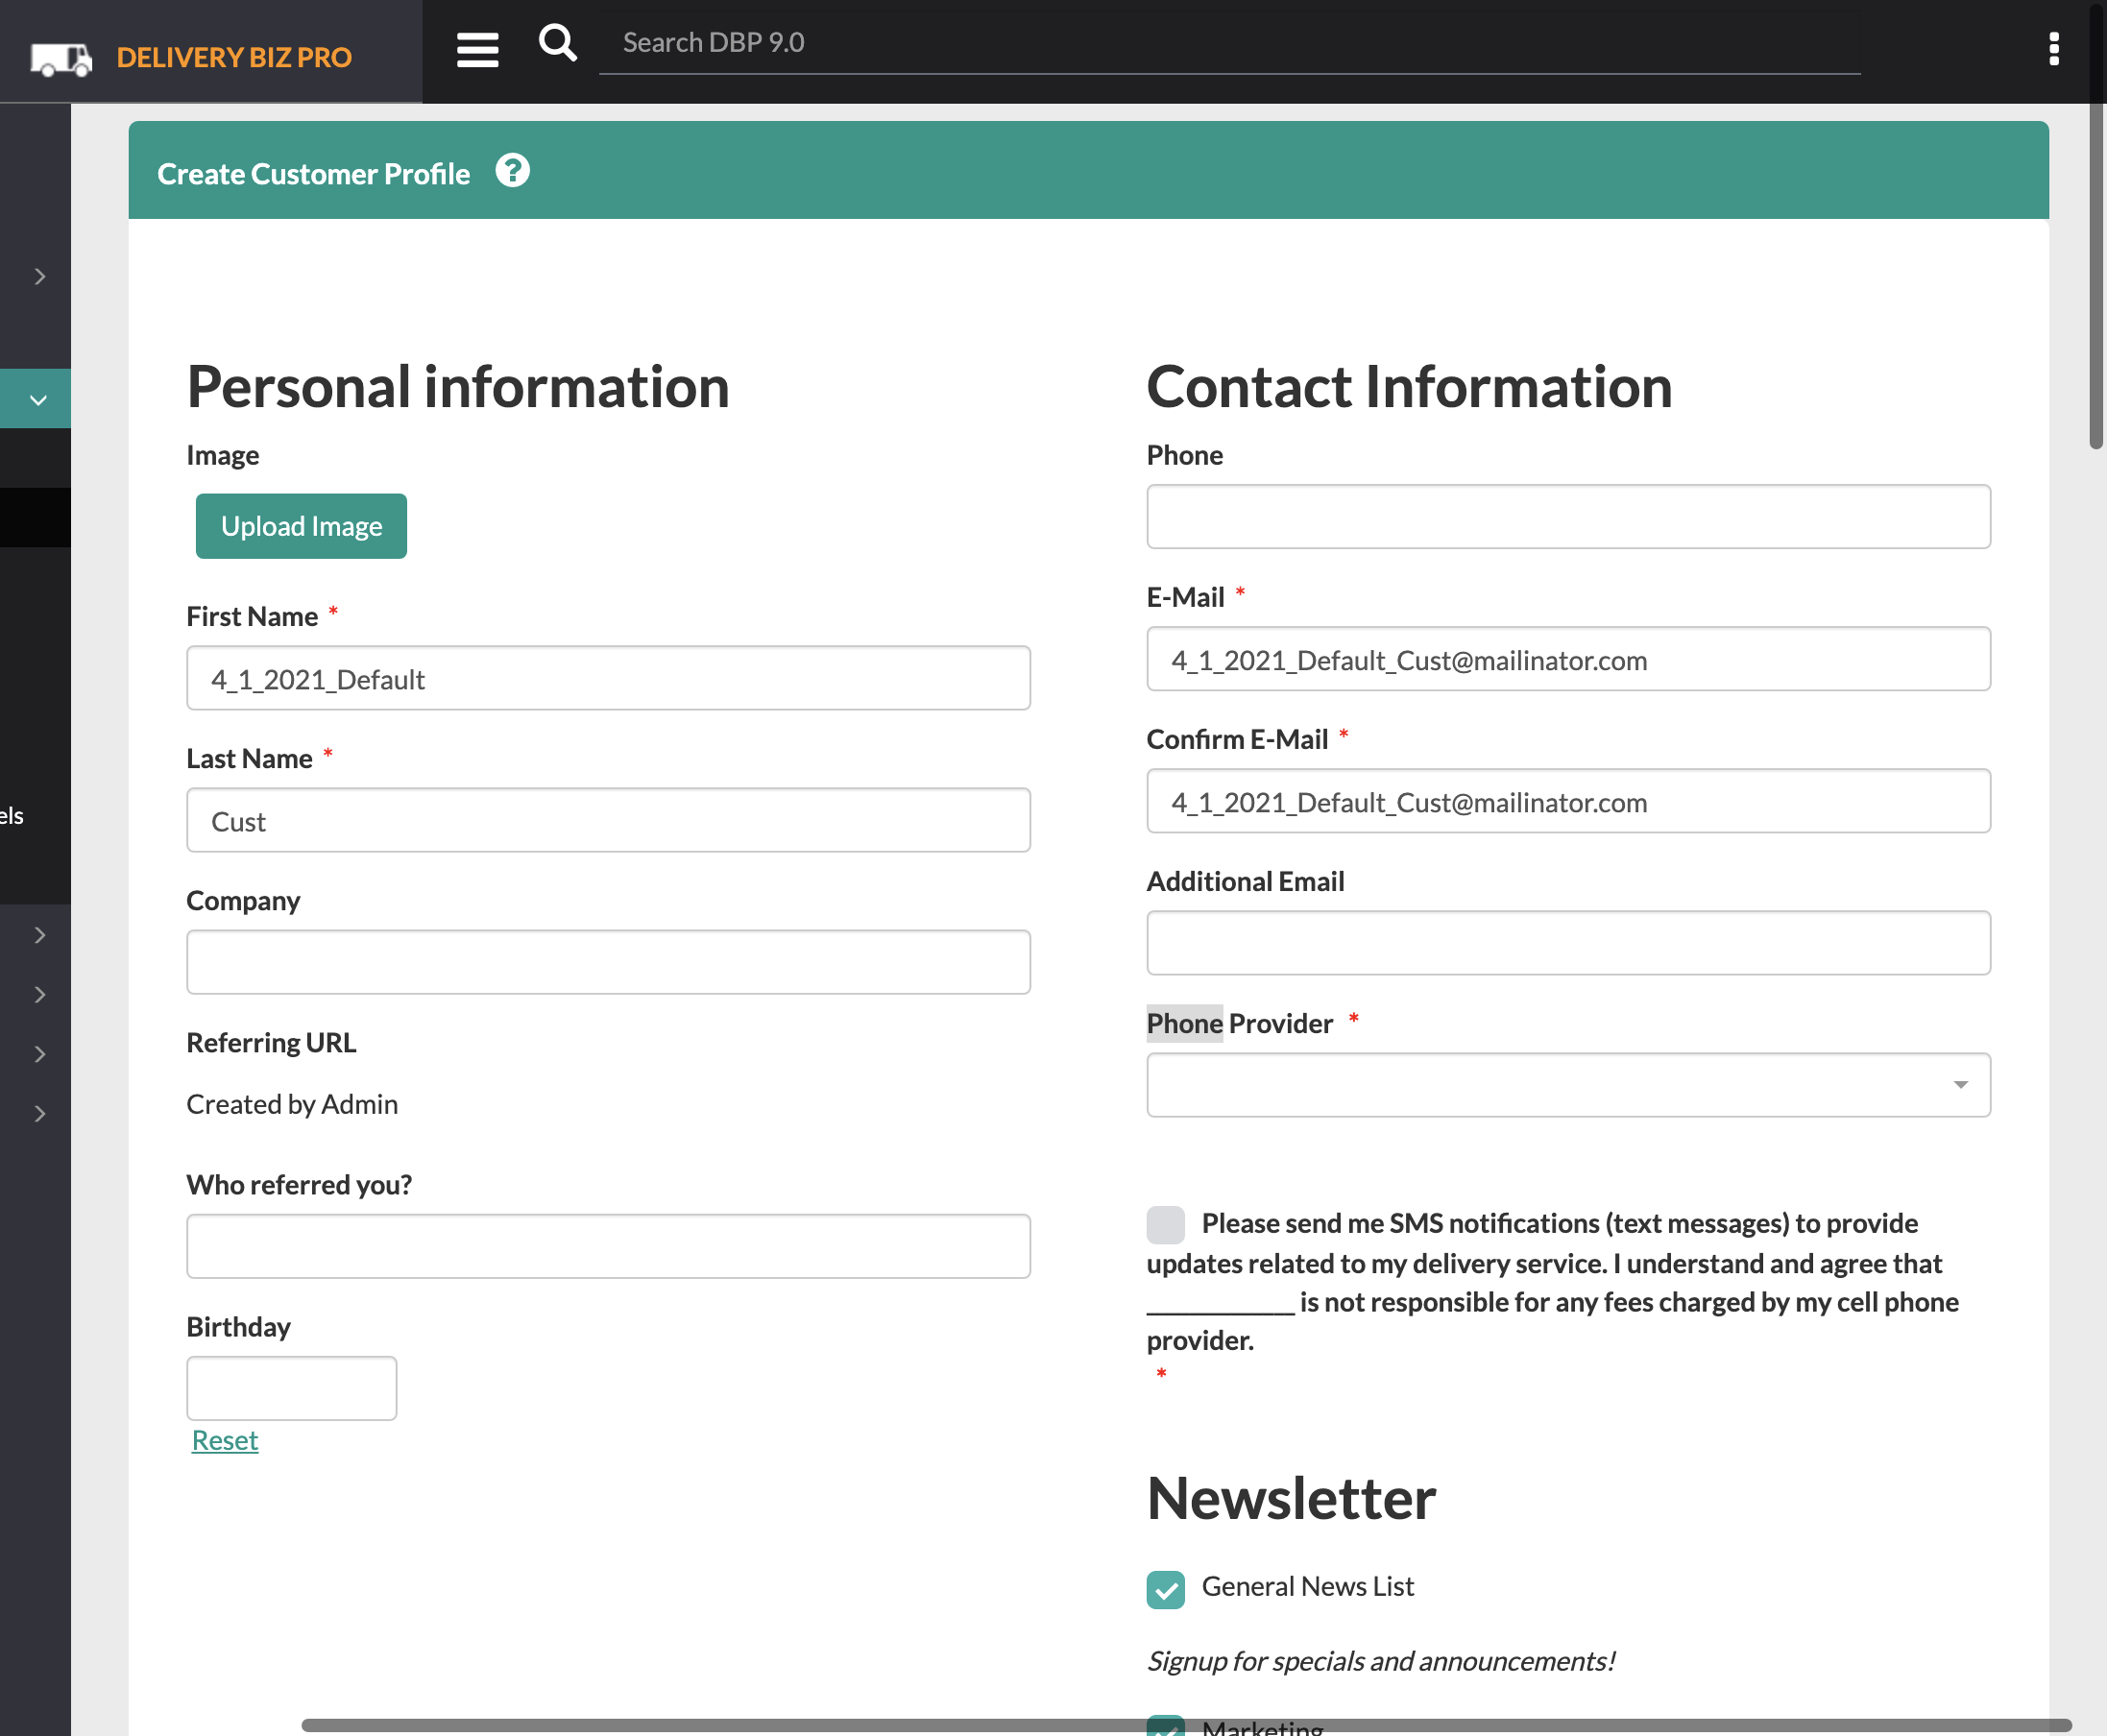 DELIVERY BIZ PRO
Search DBP 9.0
Create Customer Profile ?
els
Personal information
Image
Upload Image
First Name *
4_1_2021_Default
Last Name *
Cust
Company
Referring URL
Created by Admin
Who referred you?
Birthday
Reset
Contact Information
Phone
E-Mail *
4_1_2021_Default_Cust@mailinator.com
Confirm E-Mail *
4_1_2021_Default_Cust@mailinator.com
Additional Email
Phone Provider *
Please send me SMS notifications (text messages) to provide
updates related to my delivery service. I understand and agree that
____________ is not responsible for any fees charged by my cell phone
provider.
*
Newsletter
General News List
Signup for specials and announcements!
Marketing